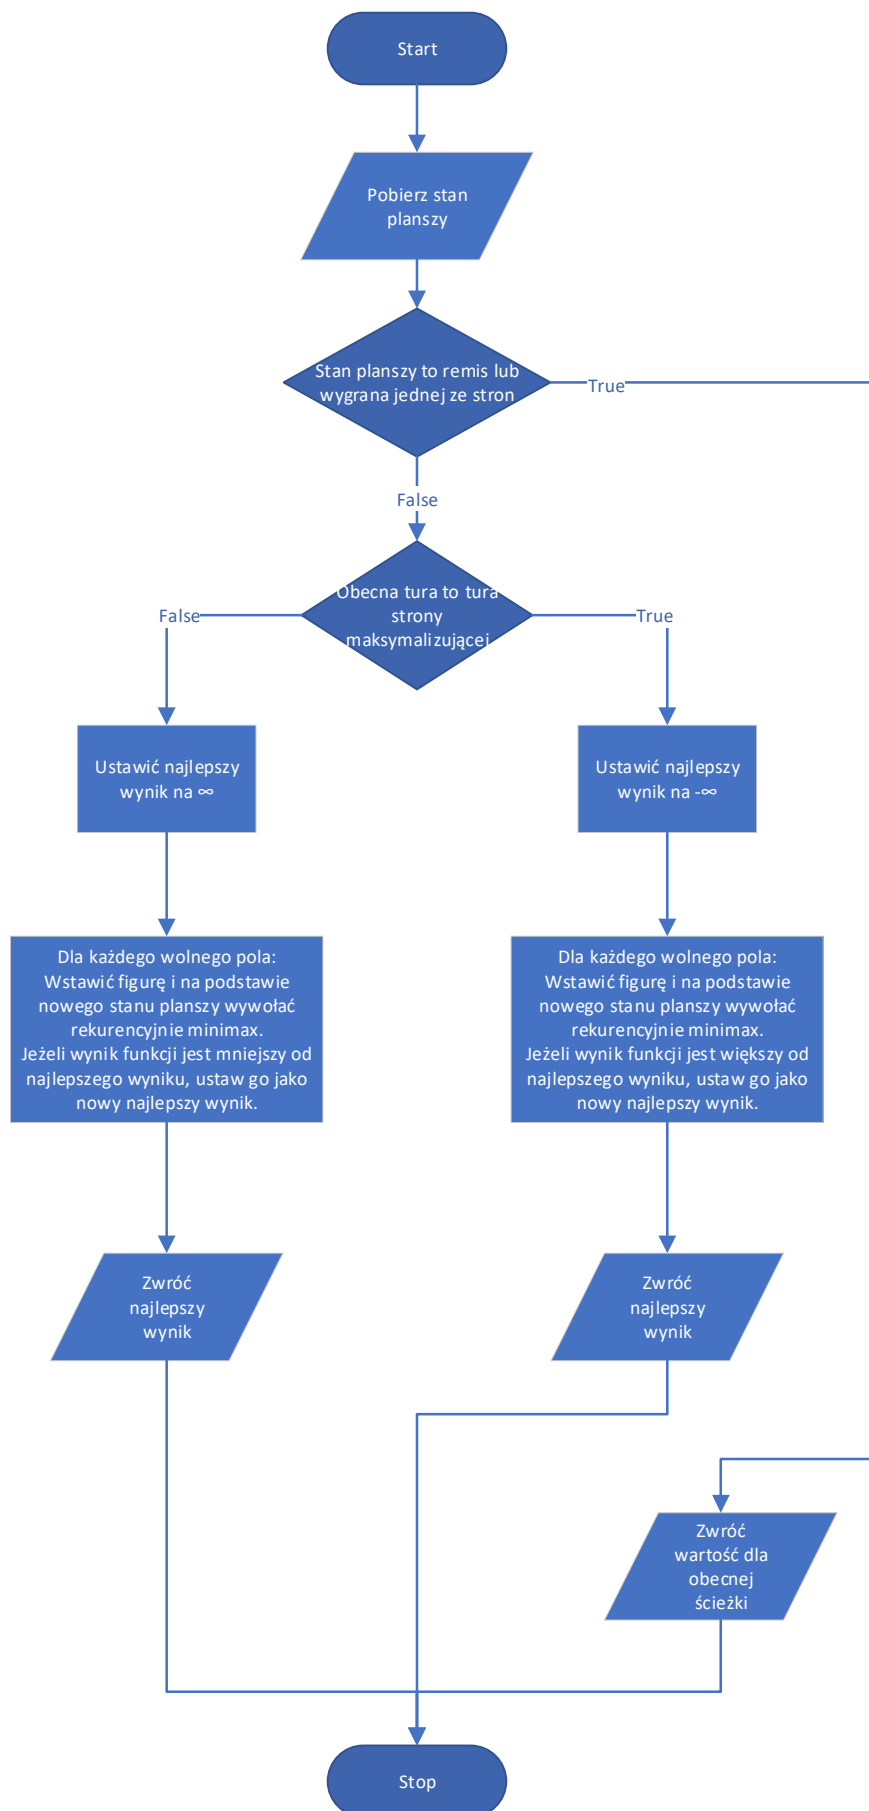 Start
Pobierz stan
planszy
Stan planszy to remis lub
wygrana jednej ze stron
True
False
Obecna tura to tura
strony
maksymalizującej
False
True
Ustawić najlepszy
wynik na ∞
Ustawić najlepszy
wynik na -∞
Dla każdego wolnego pola:
Wstawić figurę i na podstawie
nowego stanu planszy wywołać
rekurencyjnie minimax.
Jeżeli wynik funkcji jest mniejszy od
najlepszego wyniku, ustaw go jako
nowy najlepszy wynik.
Dla każdego wolnego pola:
Wstawić figurę i na podstawie
nowego stanu planszy wywołać
rekurencyjnie minimax.
Jeżeli wynik funkcji jest większy od
najlepszego wyniku, ustaw go jako
nowy najlepszy wynik.
Zwróć
najlepszy
wynik
Zwróć
najlepszy
wynik
Zwróć
wartość dla
obecnej
ścieżki
Stop